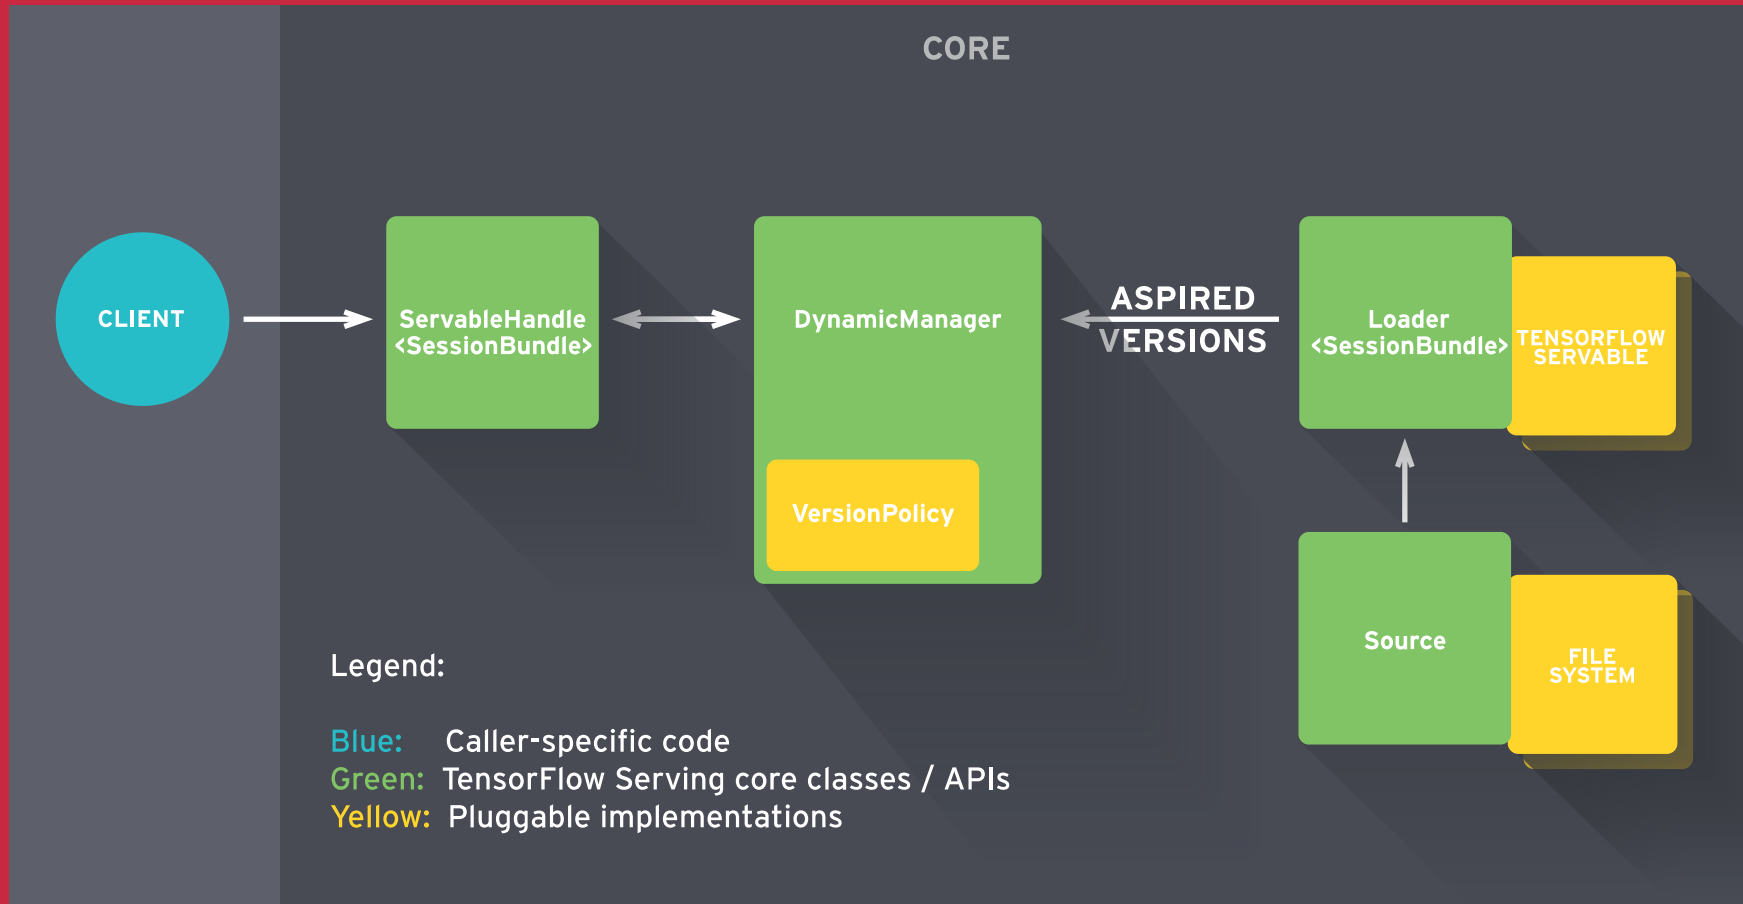 CORE
CLIENT
ServableHandle
<SessionBundle>
DynamicManager
VersionPolicy
ASPIRED
VERSIONS
Loader
<SessionBundle>
TENSORFLOW
SERVABLE
Source
FILE
SYSTEM
Legend:
Blue: Caller-specific code
Green: TensorFlow Serving core classes / APIs
Yellow: Pluggable implementations